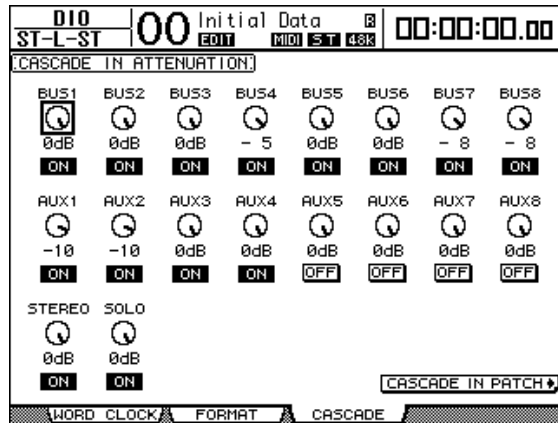 DIO
ST-L-ST
00 Initial Data
EDIT MIDI ST 48k
00:00:00.00
CASCADE IN ATTENUATION
BUS1 BUS2 BUS3 BUS4 BUS5 BUS6 BUS7 BUS8
0dB 0dB 0dB - 5 0dB 0dB - 8 - 8
ON ON ON ON ON ON ON ON
AUX1 AUX2 AUX3 AUX4 AUX5 AUX6 AUX7 AUX8
-10 -10 0dB 0dB 0dB 0dB 0dB 0dB
ON ON ON ON OFF OFF OFF OFF
STEREO SOLO
0dB 0dB
ON ON
CASCADE IN PATCH
WORD CLOCK FORMAT CASCADE